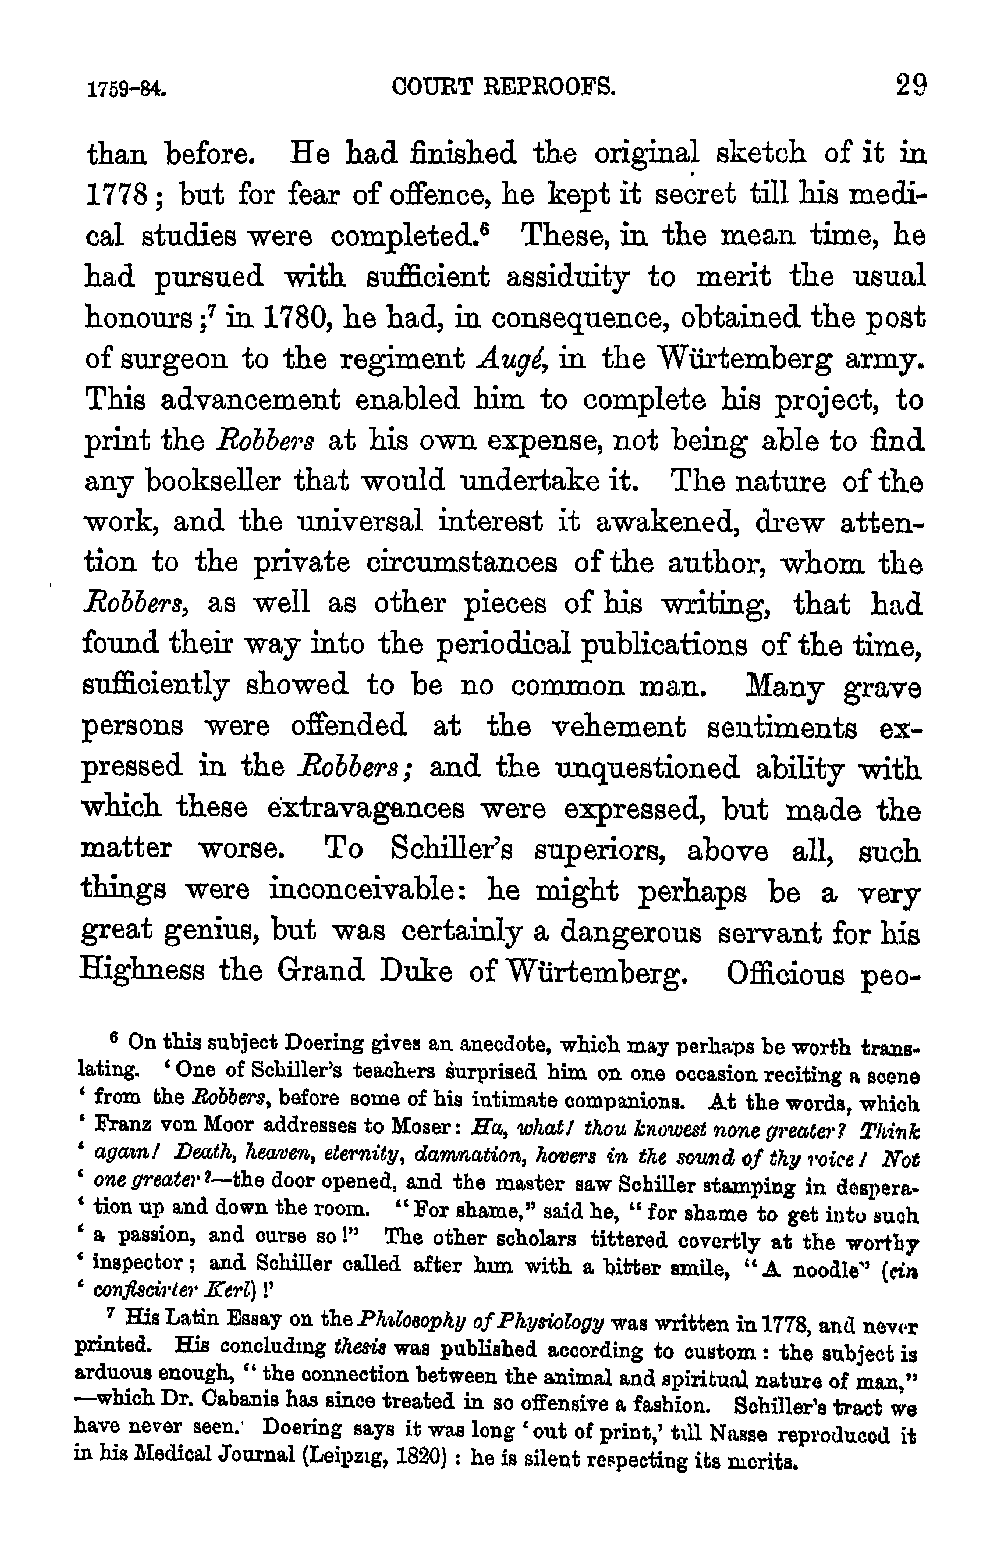 1759-84. COURT REPROOFS. 29
than before. He had finished the original sketch of it in
1778; but for fear of offence, he kept it secret till his medi-
cal studies were completed.⁶ These, in the mean time, he
had pursued with sufficient assiduity to merit the usual
honours;⁷ in 1780, he had, in consequence, obtained the post
of surgeon to the regiment Augé, in the Würtemberg army.
This advancement enabled him to complete his project, to
print the Robbers at his own expense, not being able to find
any bookseller that would undertake it. The nature of the
work, and the universal interest it awakened, drew atten-
tion to the private circumstances of the author, whom the
Robbers, as well as other pieces of his writing, that had
found their way into the periodical publications of the time,
sufficiently showed to be no common man. Many grave
persons were offended at the vehement sentiments ex-
pressed in the Robbers; and the unquestioned ability with
which these extravagances were expressed, but made the
matter worse. To Schiller's superiors, above all, such
things were inconceivable: he might perhaps be a very
great genius, but was certainly a dangerous servant for his
Highness the Grand Duke of Würtemberg. Officious peo-
⁶ On this subject Doering gives an anecdote, which may perhaps be worth trans-
lating. 'One of Schiller's teachers surprised him on one occasion reciting a scene
' from the Robbers, before some of his intimate companions. At the words, which
' Franz von Moor addresses to Moser: Ha, what! thou knowest none greater? Think
' again! Death, heaven, eternity, damnation, hovers in the sound of thy voice! Not
' one greater?—the door opened, and the master saw Schiller stamping in despera-
' tion up and down the room. "For shame," said he, "for shame to get into such
' a passion, and curse so!" The other scholars tittered covertly at the worthy
' inspector; and Schiller called after him with a bitter smile, "A noodle" (ein
' confiscirter Kerl)!'
⁷ His Latin Essay on the Philosophy of Physiology was written in 1778, and never
printed. His concluding thesis was published according to custom: the subject is
arduous enough, "the connection between the animal and spiritual nature of man,"
—which Dr. Cabanis has since treated in so offensive a fashion. Schiller's tract we
have never seen. Doering says it was long 'out of print,' till Nasse reproduced it
in his Medical Journal (Leipzig, 1820): he is silent respecting its merits.